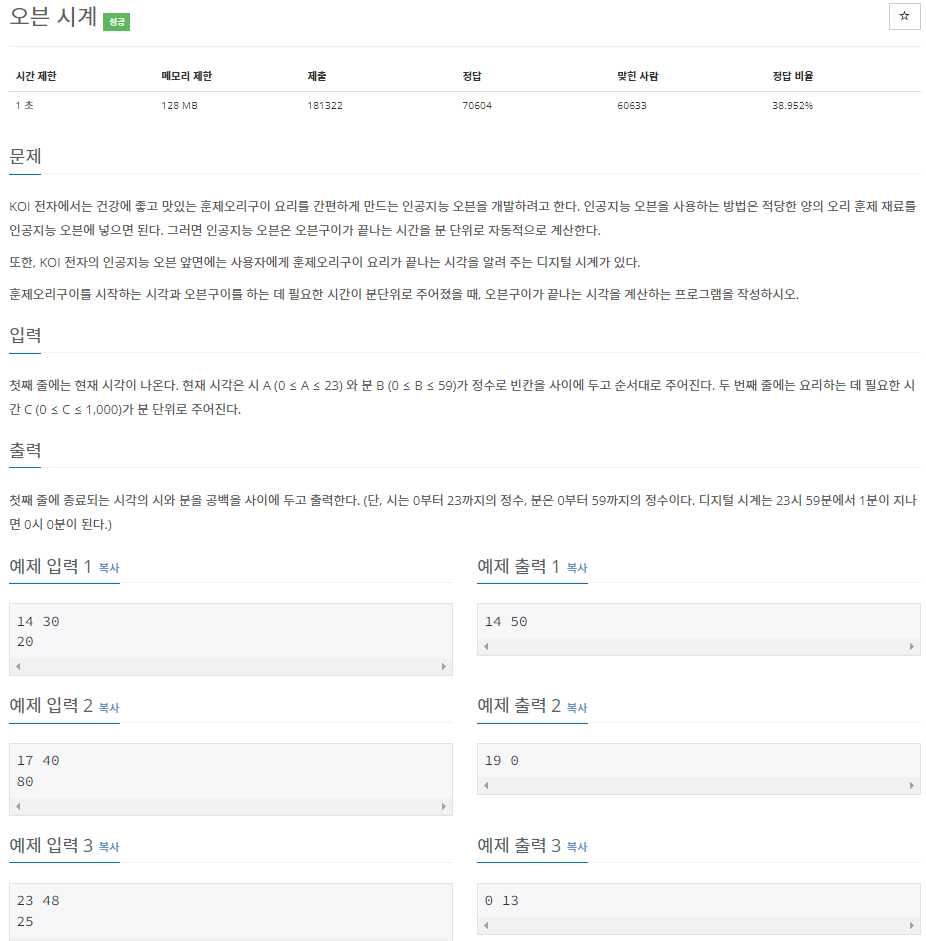 오븐 시계 성공
☆
시간 제한 메모리 제한 제출 정답 맞힌 사람 정답 비율
1 초 128 MB 181322 70604 60633 38.952%
문제
KOI 전자에서는 건강에 좋고 맛있는 훈제오리구이 요리를 간편하게 만드는 인공지능 오븐을 개발하려고 한다. 인공지능 오븐을 사용하는 방법은 적당한 양의 오리 훈제 재료를
인공지능 오븐에 넣으면 된다. 그러면 인공지능 오븐은 오븐구이가 끝나는 시간을 분 단위로 자동적으로 계산한다.
또한, KOI 전자의 인공지능 오븐 앞면에는 사용자에게 훈제오리구이 요리가 끝나는 시각을 알려 주는 디지털 시계가 있다.
훈제오리구이를 시작하는 시각과 오븐구이를 하는 데 필요한 시간이 분단위로 주어졌을 때, 오븐구이가 끝나는 시각을 계산하는 프로그램을 작성하시오.
입력
첫째 줄에는 현재 시각이 나온다. 현재 시각은 시 A (0 ≤ A ≤ 23) 와 분 B (0 ≤ B ≤ 59)가 정수로 빈칸을 사이에 두고 순서대로 주어진다. 두 번째 줄에는 요리하는 데 필요한 시
간 C (0 ≤ C ≤ 1,000)가 분 단위로 주어진다.
출력
첫째 줄에 종료되는 시각의 시와 분을 공백을 사이에 두고 출력한다. (단, 시는 0부터 23까지의 정수, 분은 0부터 59까지의 정수이다. 디지털 시계는 23시 59분에서 1분이 지나
면 0시 0분이 된다.)
예제 입력 1 복사
14 30
20
예제 출력 1 복사
14 50
예제 입력 2 복사
17 40
80
예제 출력 2 복사
19 0
예제 입력 3 복사
23 48
25
예제 출력 3 복사
0 13